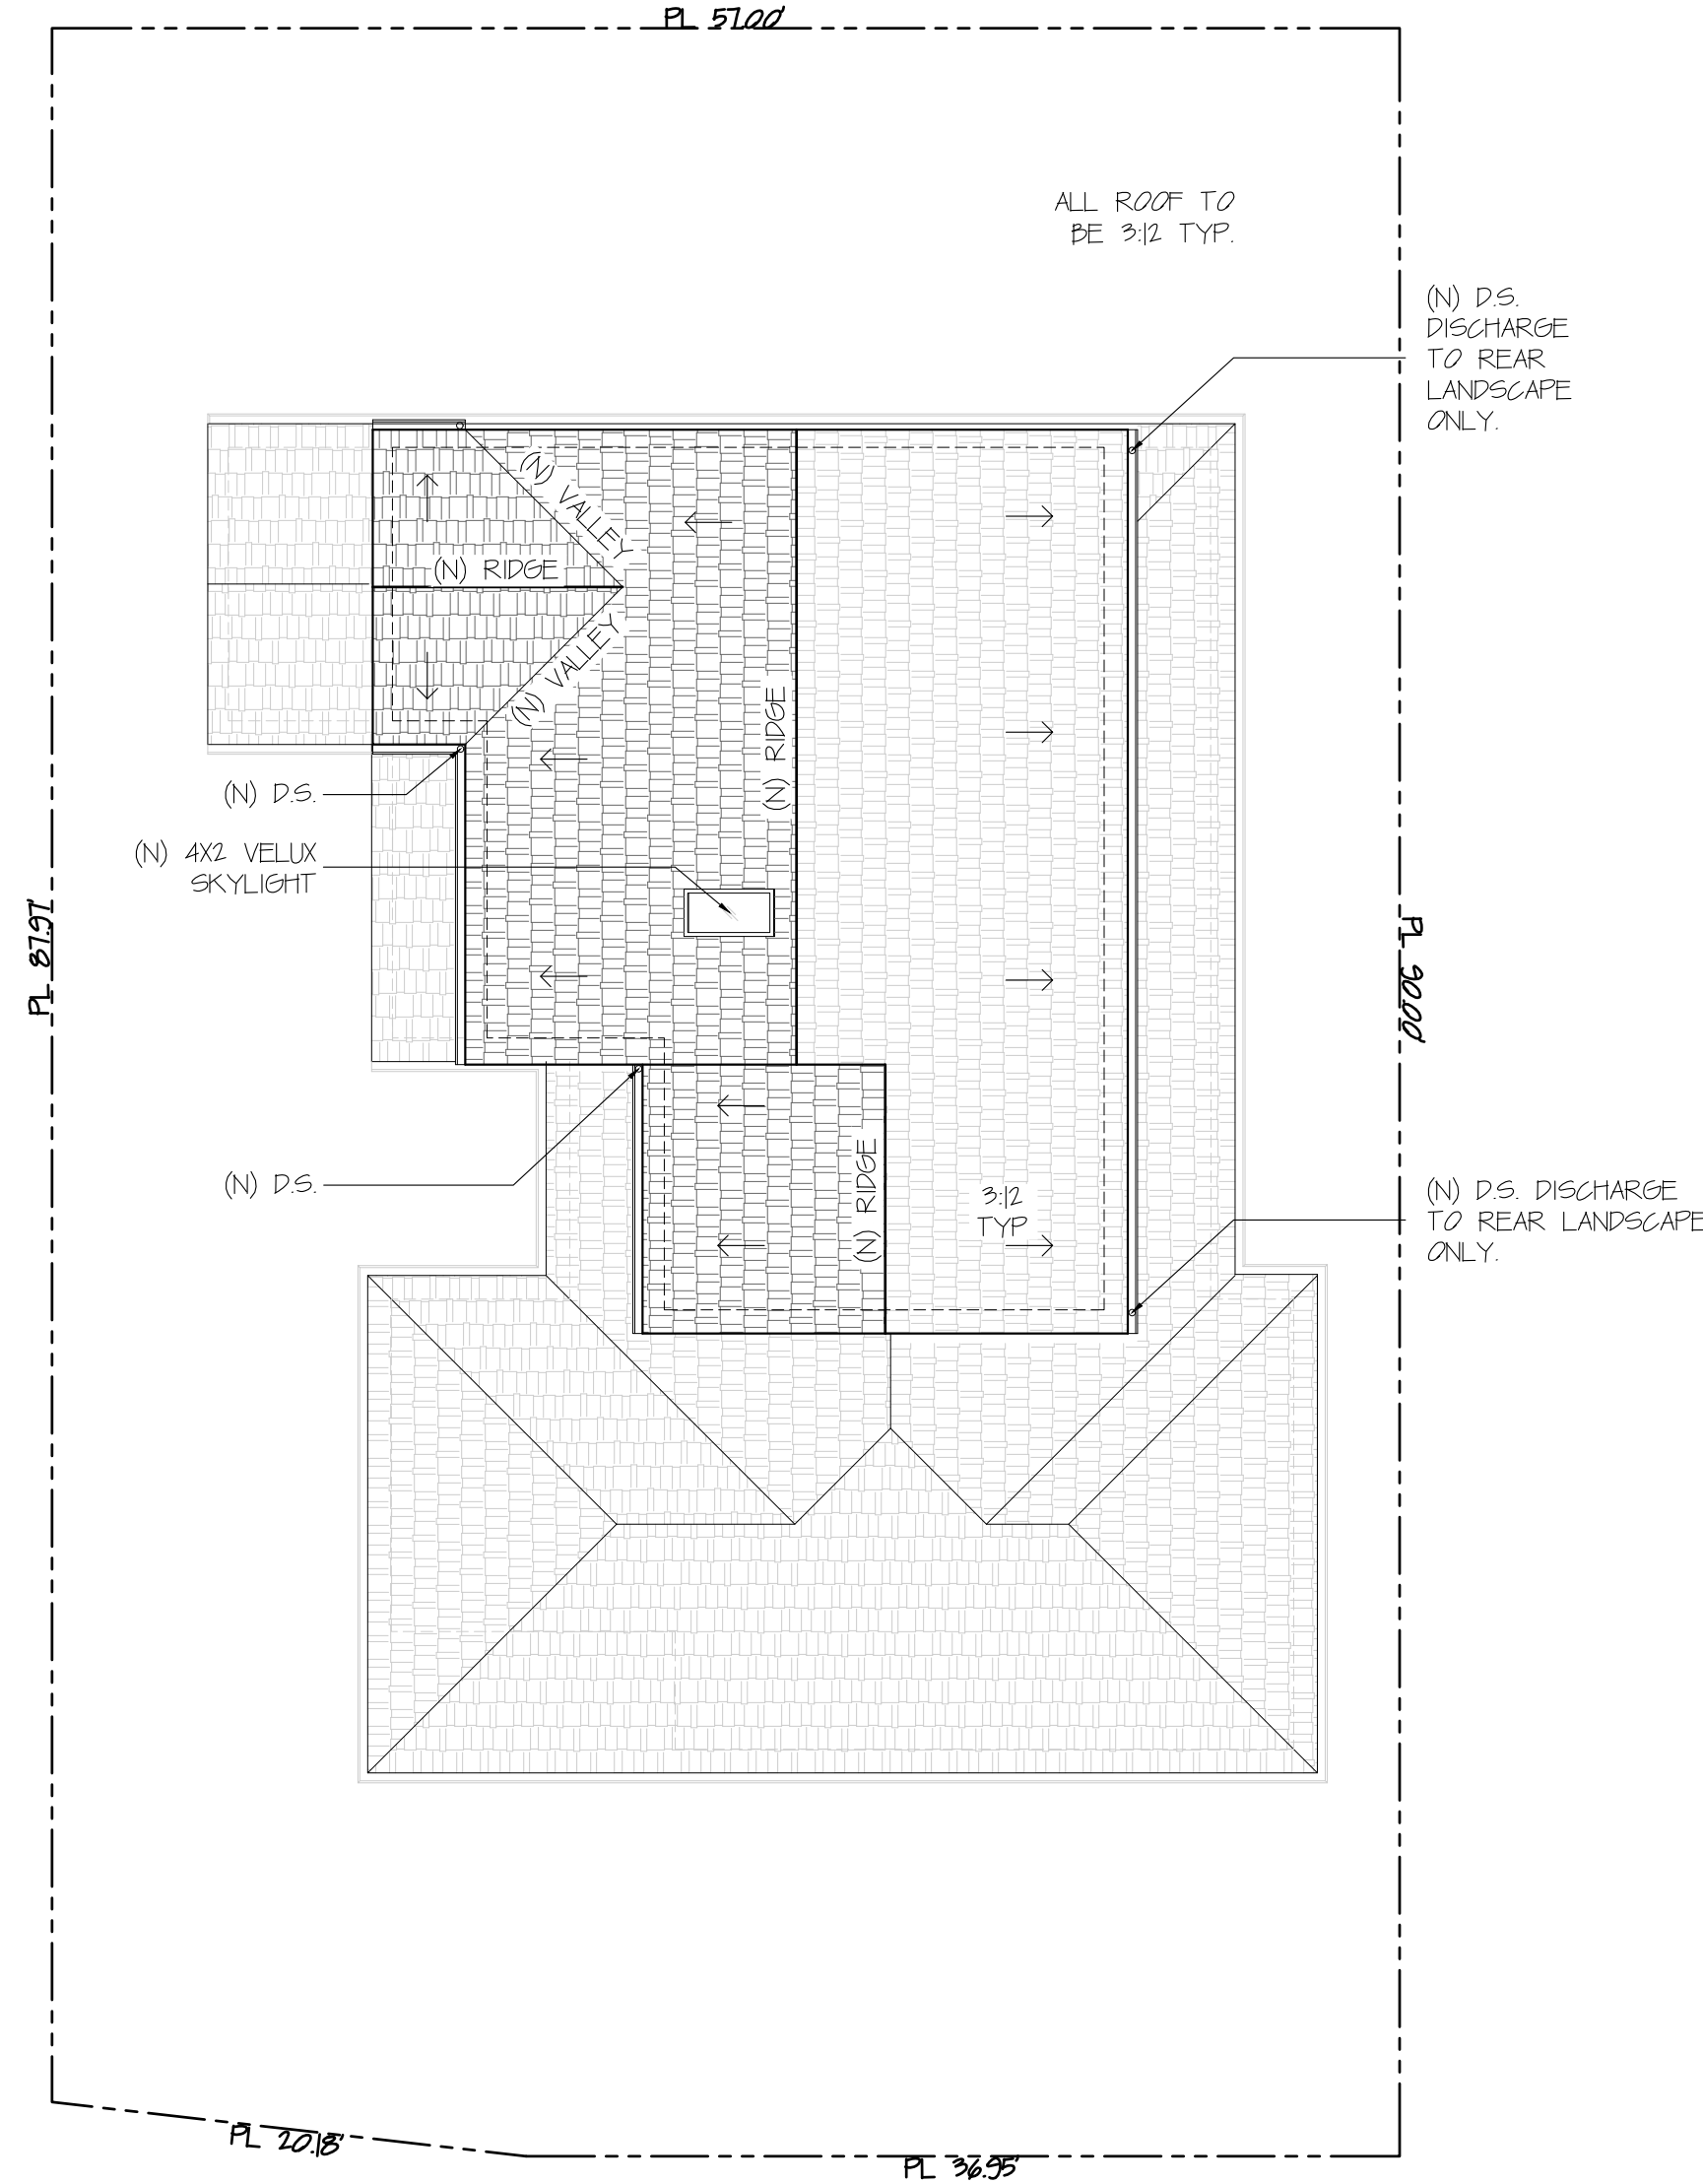 PL 57.00'
ALL ROOF TO
BE 3:12 TYP.
(N) D.S.
DISCHARGE
TO REAR
LANDSCAPE
ONLY.
(N) VALLEY
(N) RIDGE
(N) VALLEY
(N) RIDGE
(N) D.S.
(N) 4X2 VELUX
SKYLIGHT
PL 87.97'
PL 90.00'
(N) RIDGE
3:12
TYP
(N) D.S.
(N) D.S. DISCHARGE
TO REAR LANDSCAPE
ONLY.
PL 20.18'
PL 36.95'